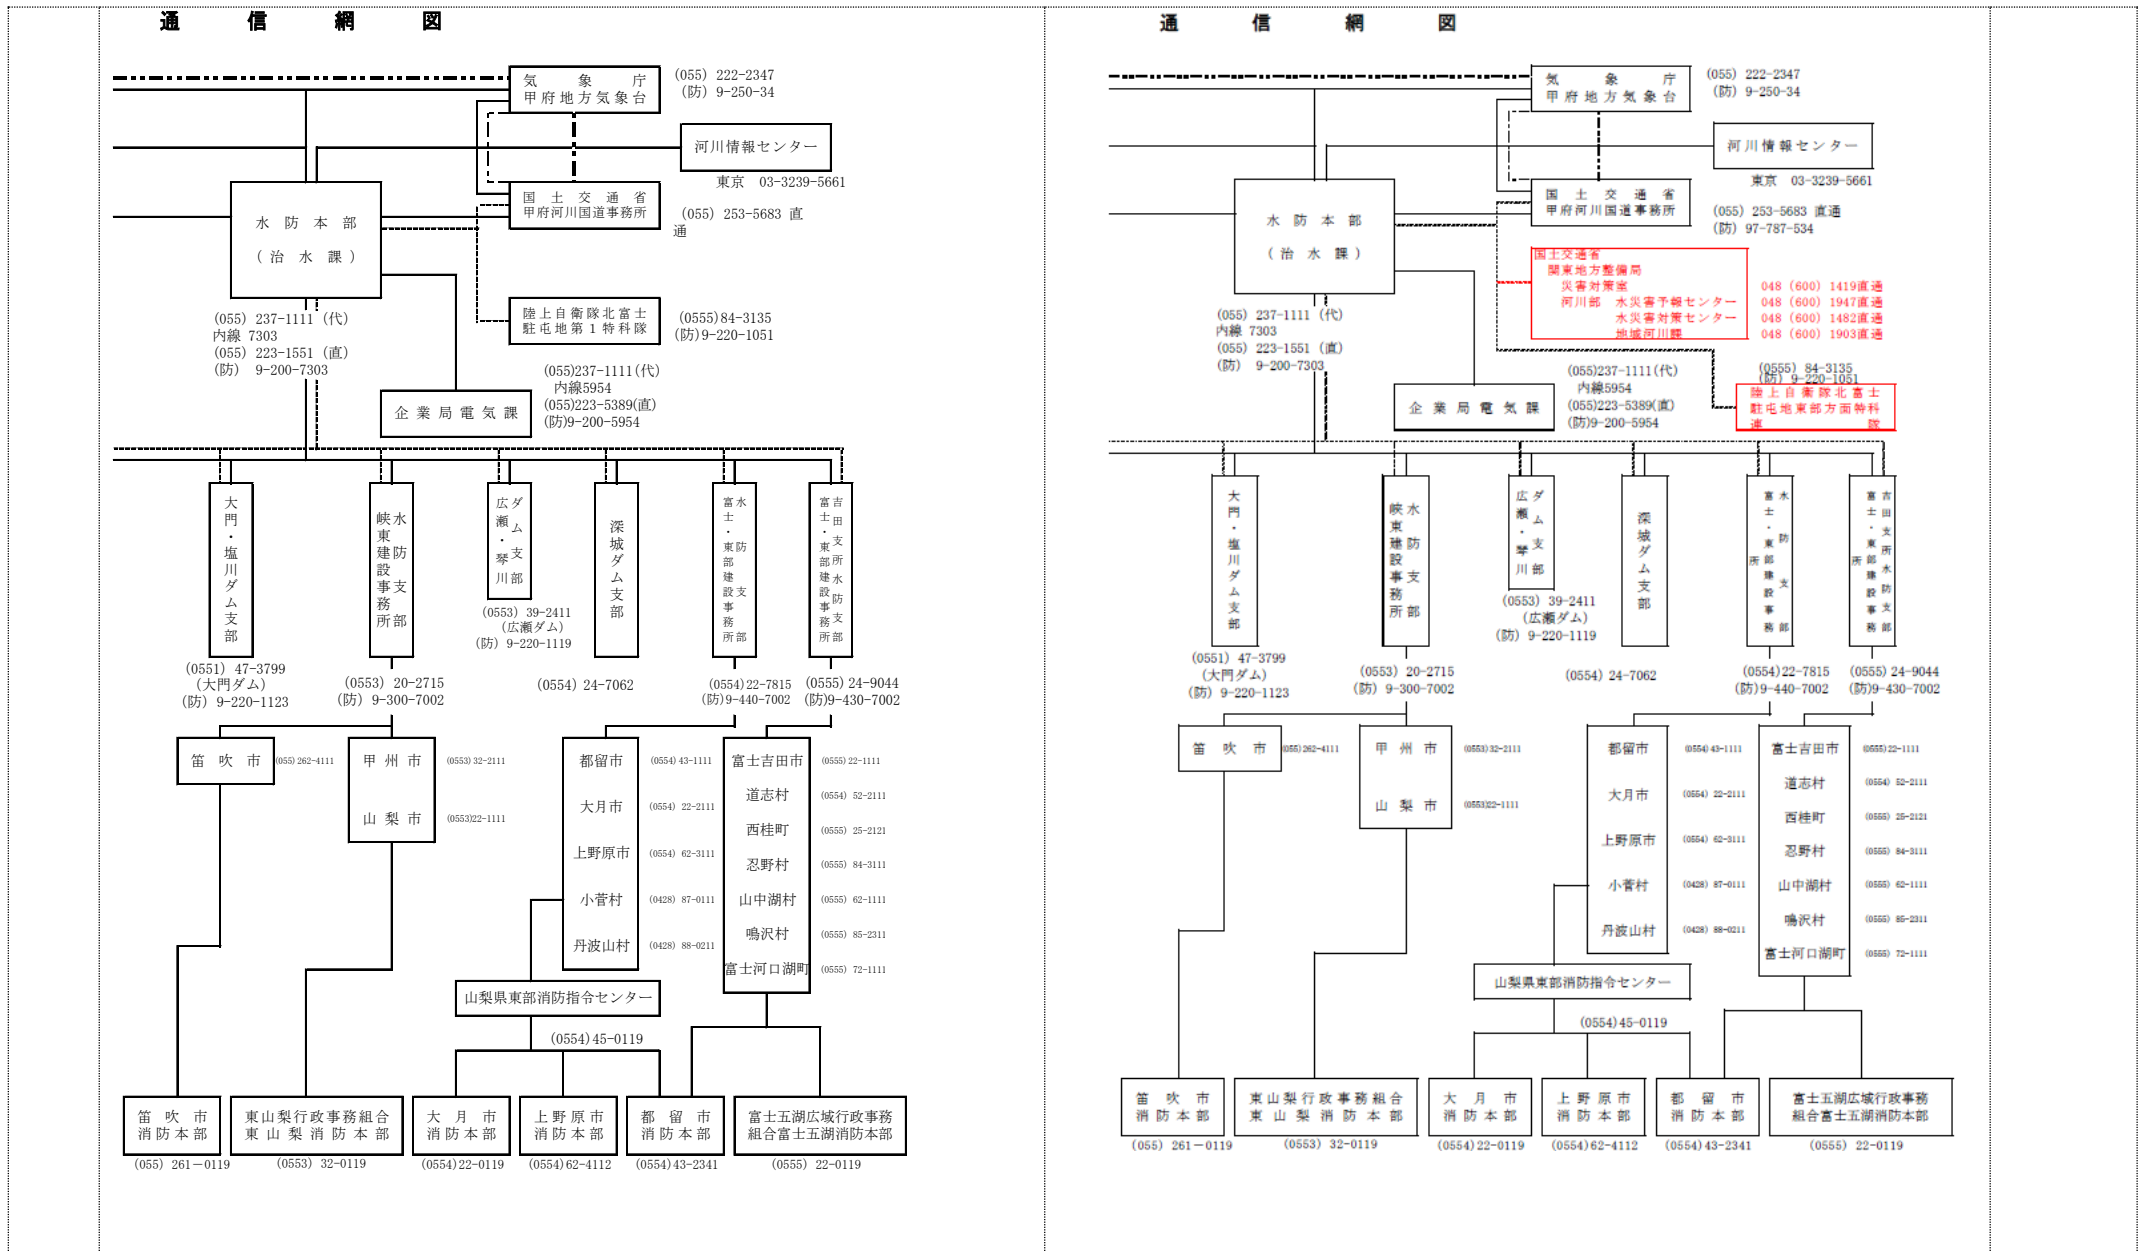 通　信　網　図
気　象　庁
甲府地方気象台
(055) 222-2347
(防) 9-250-34
河川情報センター
東京　03-3239-5661
国 土 交 通 省
甲府河川国道事務所
(055) 253-5683 直
通
水 防 本 部
(治 水 課)
(055) 237-1111 (代)
内線 7303
(055) 223-1551 (直)
(防)　9-200-7303
陸上自衛隊北富士
駐屯地第１特科隊
(0555)84-3135
(防)9-220-1051
企業局電気課
(055)237-1111(代)
内線5954
(055)223-5389(直)
(防)9-200-5954
大門・塩川ダム支部
峡東建設事務所
水防支部
広瀬・琴川
ダム支部
深城ダム支部
富士・東部建設事務所
水防支部
富士・東部建設事務所
吉田支所水防支部
(0551) 47-3799
(大門ダム)
(防) 9-220-1123
(0553) 20-2715
(防) 9-300-7002
(0553) 39-2411
(広瀬ダム)
(防) 9-220-1119
(0554) 24-7062
(0554)22-7815
(防)9-440-7002
(0555) 24-9044
(防)9-430-7002
笛 吹 市
(055) 262-4111
甲 州 市
(0553) 32-2111
山 梨 市
(0553)22-1111
都留市
(0554) 43-1111
大月市
(0554) 22-2111
上野原市
(0554) 62-3111
小菅村
(0428) 87-0111
丹波山村
(0428) 88-0211
富士吉田市
(0555) 22-1111
道志村
(0554) 52-2111
西桂町
(0555) 25-2121
忍野村
(0555) 84-3111
山中湖村
(0555) 62-1111
鳴沢村
(0555) 85-2311
富士河口湖町
(0555) 72-1111
山梨県東部消防指令センター
(0554)45-0119
笛 吹 市
消防本部
(055) 261－0119
東山梨行政事務組合
東山梨消防本部
(0553) 32-0119
大 月 市
消防本部
(0554)22-0119
上野原市
消防本部
(0554)62-4112
都 留 市
消防本部
(0554)43-2341
富士五湖広域行政事務
組合富士五湖消防本部
(0555) 22-0119
通　信　網　図
気　象　庁
甲府地方気象台
(055) 222-2347
(防) 9-250-34
河川情報センター
東京　03-3239-5661
国 土 交 通 省
甲府河川国道事務所
(055) 253-5683 直通
(防) 97-787-534
水 防 本 部
(治 水 課)
(055) 237-1111 (代)
内線 7303
(055) 223-1551 (直)
(防)　9-200-7303
国土交通省
関東地方整備局
災害対策室　048 (600) 1419直通
河川部　水災害予報センター　048 (600) 1947直通
水災害対策センター　048 (600) 1482直通
地域河川課　048 (600) 1903直通
(0555) 84-3135
(防) 9-220-1051
陸上自衛隊北富士
駐屯地東部方面特科
連隊
企業局電気課
(055)237-1111(代)
内線5954
(055)223-5389(直)
(防)9-200-5954
大門・塩川ダム支部
峡東建設事務所
水防支部
広瀬・琴川
ダム支部
深城ダム支部
富士・東部建設事務所
水防支部
富士・東部建設事務所
吉田支所水防支部
(0551) 47-3799
(大門ダム)
(防) 9-220-1123
(0553) 20-2715
(防) 9-300-7002
(0553) 39-2411
(広瀬ダム)
(防) 9-220-1119
(0554) 24-7062
(0554)22-7815
(防)9-440-7002
(0555) 24-9044
(防)9-430-7002
笛 吹 市
(055) 262-4111
甲 州 市
(0553)32-2111
山 梨 市
(0553)22-1111
都留市
(0554) 43-1111
大月市
(0554) 22-2111
上野原市
(0554) 62-3111
小菅村
(0428) 87-0111
丹波山村
(0428) 88-0211
富士吉田市
(0555)22-1111
道志村
(0554) 52-2111
西桂町
(0555) 25-2121
忍野村
(0555) 84-3111
山中湖村
(0555) 62-1111
鳴沢村
(0555) 85-2311
富士河口湖町
(0555) 72-1111
山梨県東部消防指令センター
(0554)45-0119
笛 吹 市
消防本部
(055) 261－0119
東山梨行政事務組合
東山梨消防本部
(0553) 32-0119
大 月 市
消防本部
(0554)22-0119
上野原市
消防本部
(0554)62-4112
都 留 市
消防本部
(0554)43-2341
富士五湖広域行政事務
組合富士五湖消防本部
(0555) 22-0119